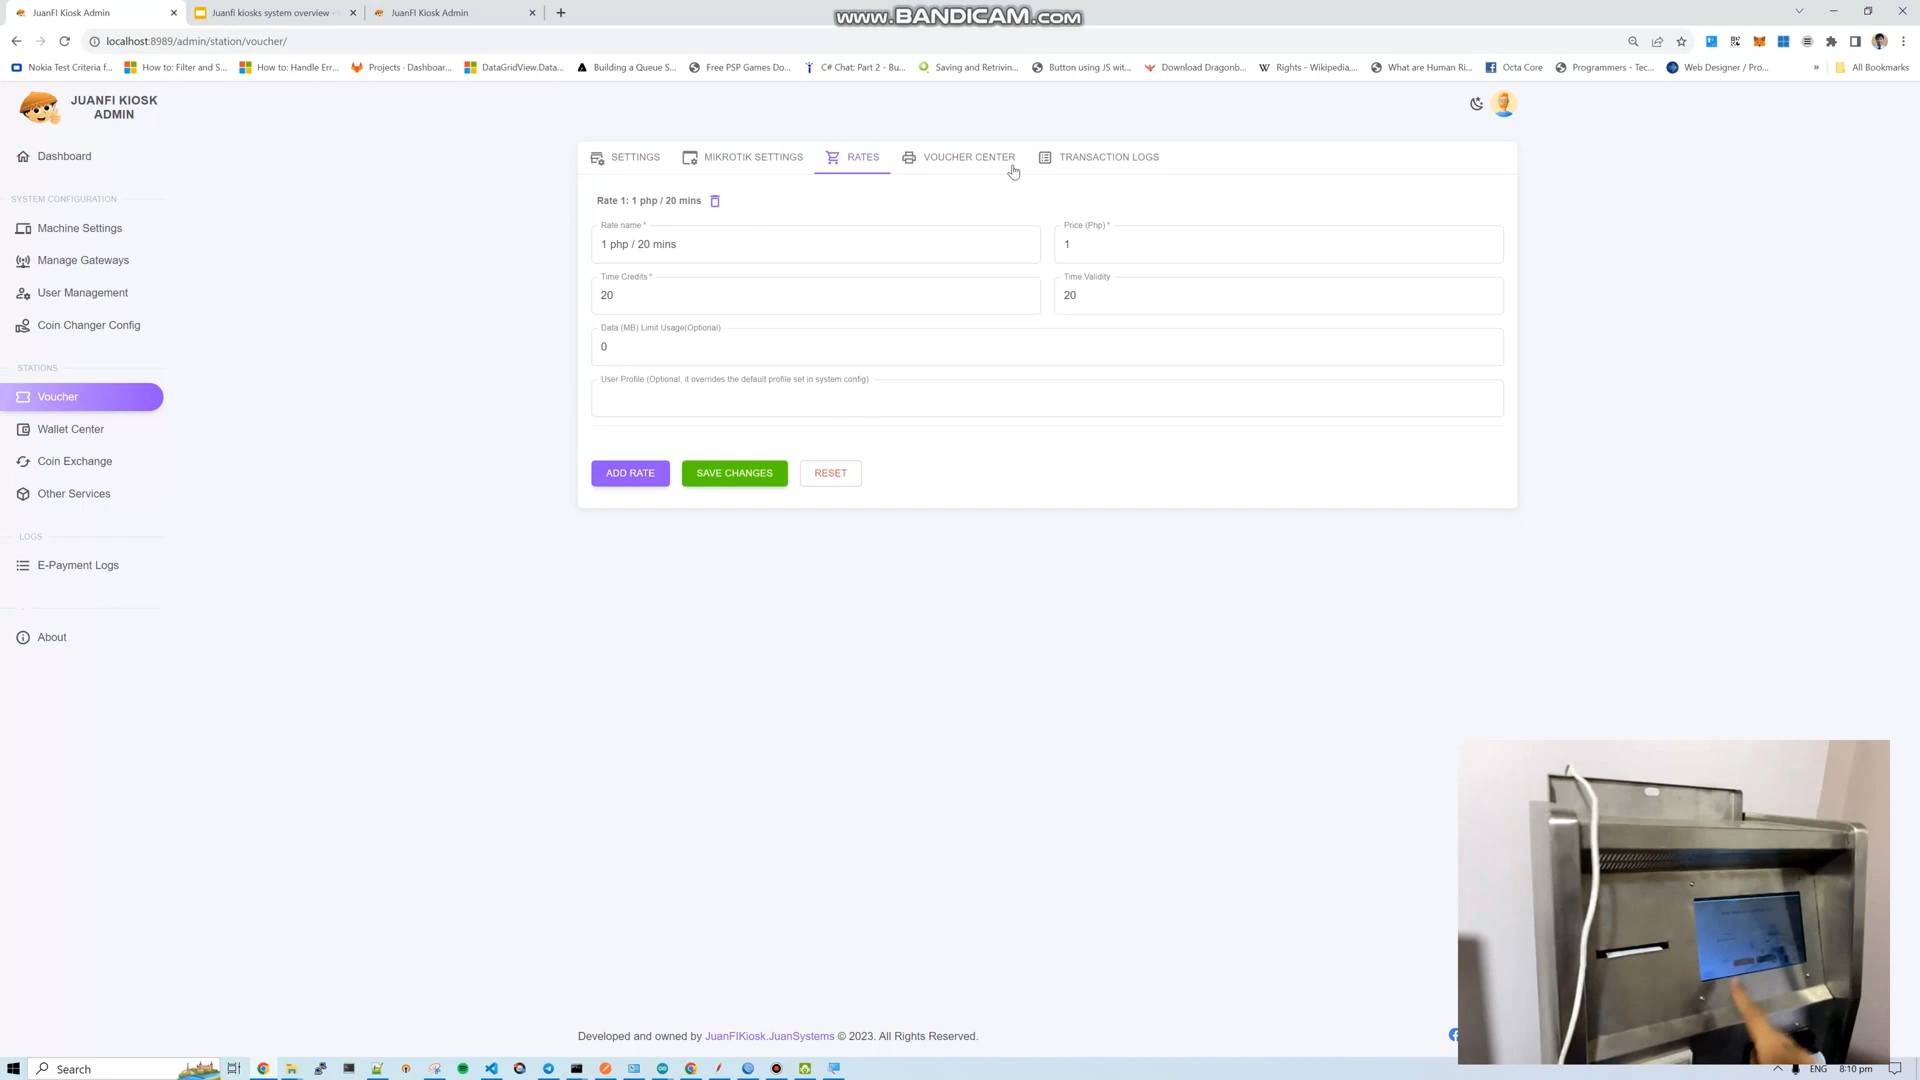 JuanFI Kiosk Admin
Juanfi kiosks system overview -
JuanFI Kiosk Admin
www.BANDICAM.com
localhost:8989/admin/station/voucher/
Nokia Test Criteria f...
How to: Filter and S...
How to: Handle Err...
Projects · Dashboar...
DataGridView.Data...
Building a Queue S...
Free PSP Games Do...
C# Chat: Part 2 - Bu...
Saving and Retrivin...
Button using JS wit...
Download Dragonb...
Rights - Wikipedia,...
What are Human Ri...
Octa Core
Programmers - Tec...
Web Designer / Pro...
»
All Bookmarks
JUANFI KIOSK
ADMIN
Dashboard
SYSTEM CONFIGURATION
Machine Settings
Manage Gateways
User Management
Coin Changer Config
STATIONS
Voucher
Wallet Center
Coin Exchange
Other Services
LOGS
E-Payment Logs
About
SETTINGS
MIKROTIK SETTINGS
RATES
VOUCHER CENTER
TRANSACTION LOGS
Rate 1: 1 php / 20 mins
Rate name *
1 php / 20 mins
Price (Php) *
1
Time Credits *
20
Time Validity
20
Data (MB) Limit Usage(Optional)
0
User Profile (Optional, it overrides the default profile set in system config)
ADD RATE
SAVE CHANGES
RESET
Developed and owned by JuanFIKiosk.JuanSystems © 2023. All Rights Reserved.
Search
ENG
8:10 pm